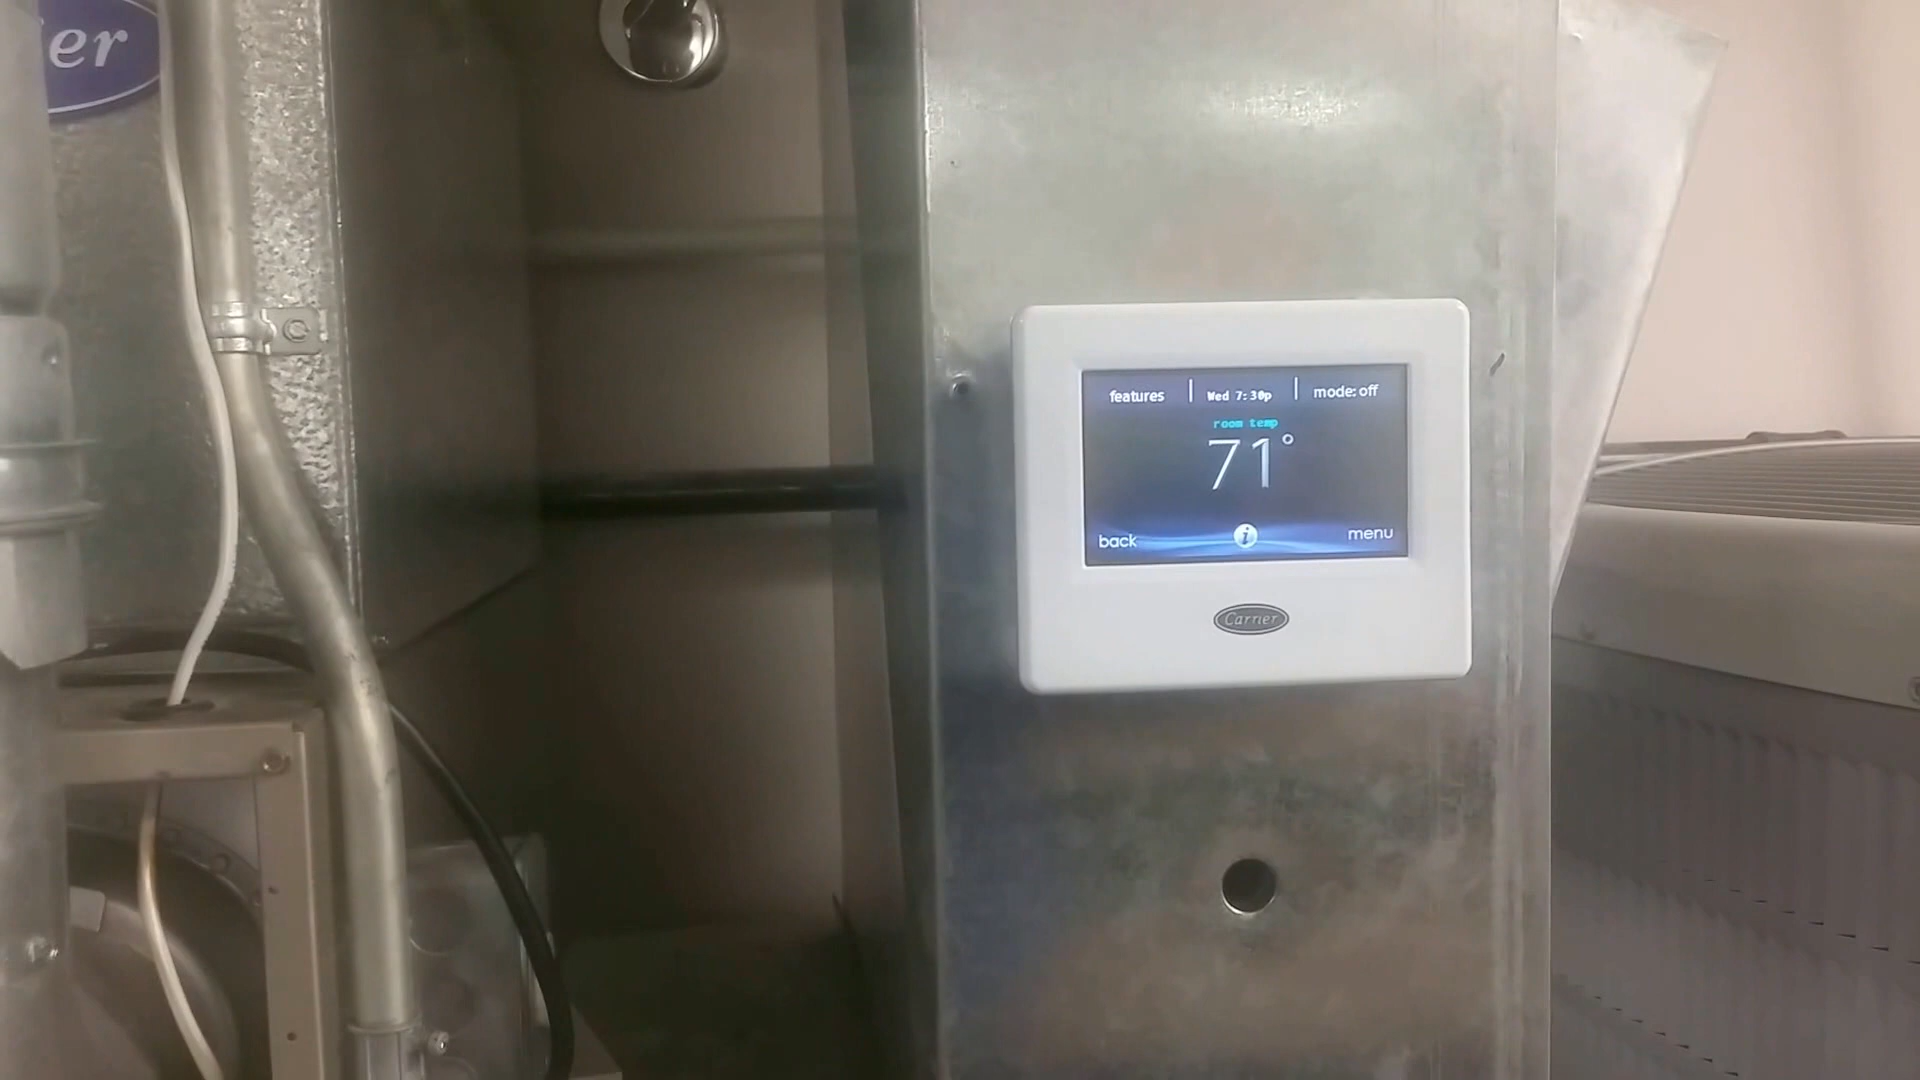 er
features
Wed 7:30p
mode: off
room temp
71°
back
i
menu
Carrier